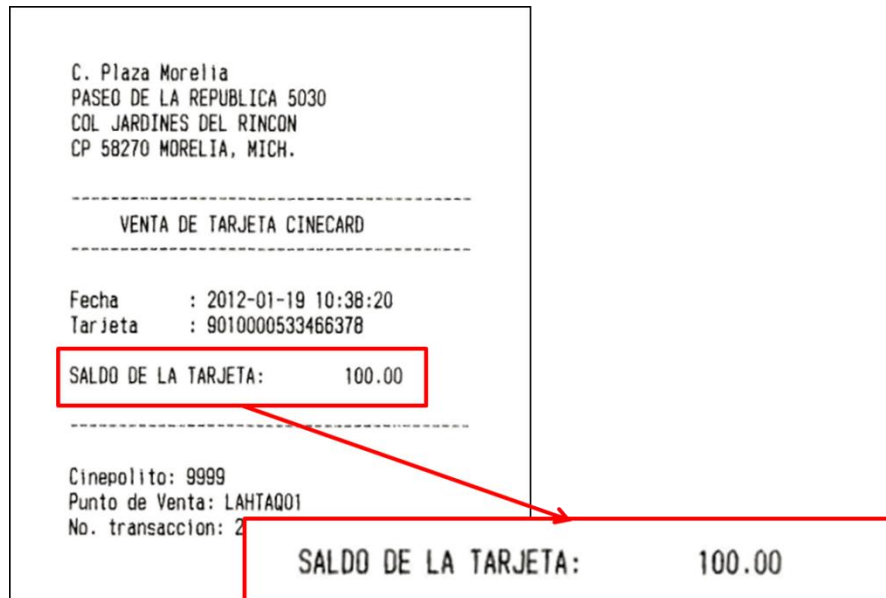 C. Plaza Morelia
PASEO DE LA REPUBLICA 5030
COL JARDINES DEL RINCON
CP 58270 MORELIA, MICH.
VENTA DE TARJETA CINECARD
Fecha : 2012-01-19 10:38:20
Tarjeta : 9010000533466378
SALDO DE LA TARJETA: 100.00
Cinepolito: 9999
Punto de Venta: LAHTAQ01
No. transaccion: 2
SALDO DE LA TARJETA: 100.00